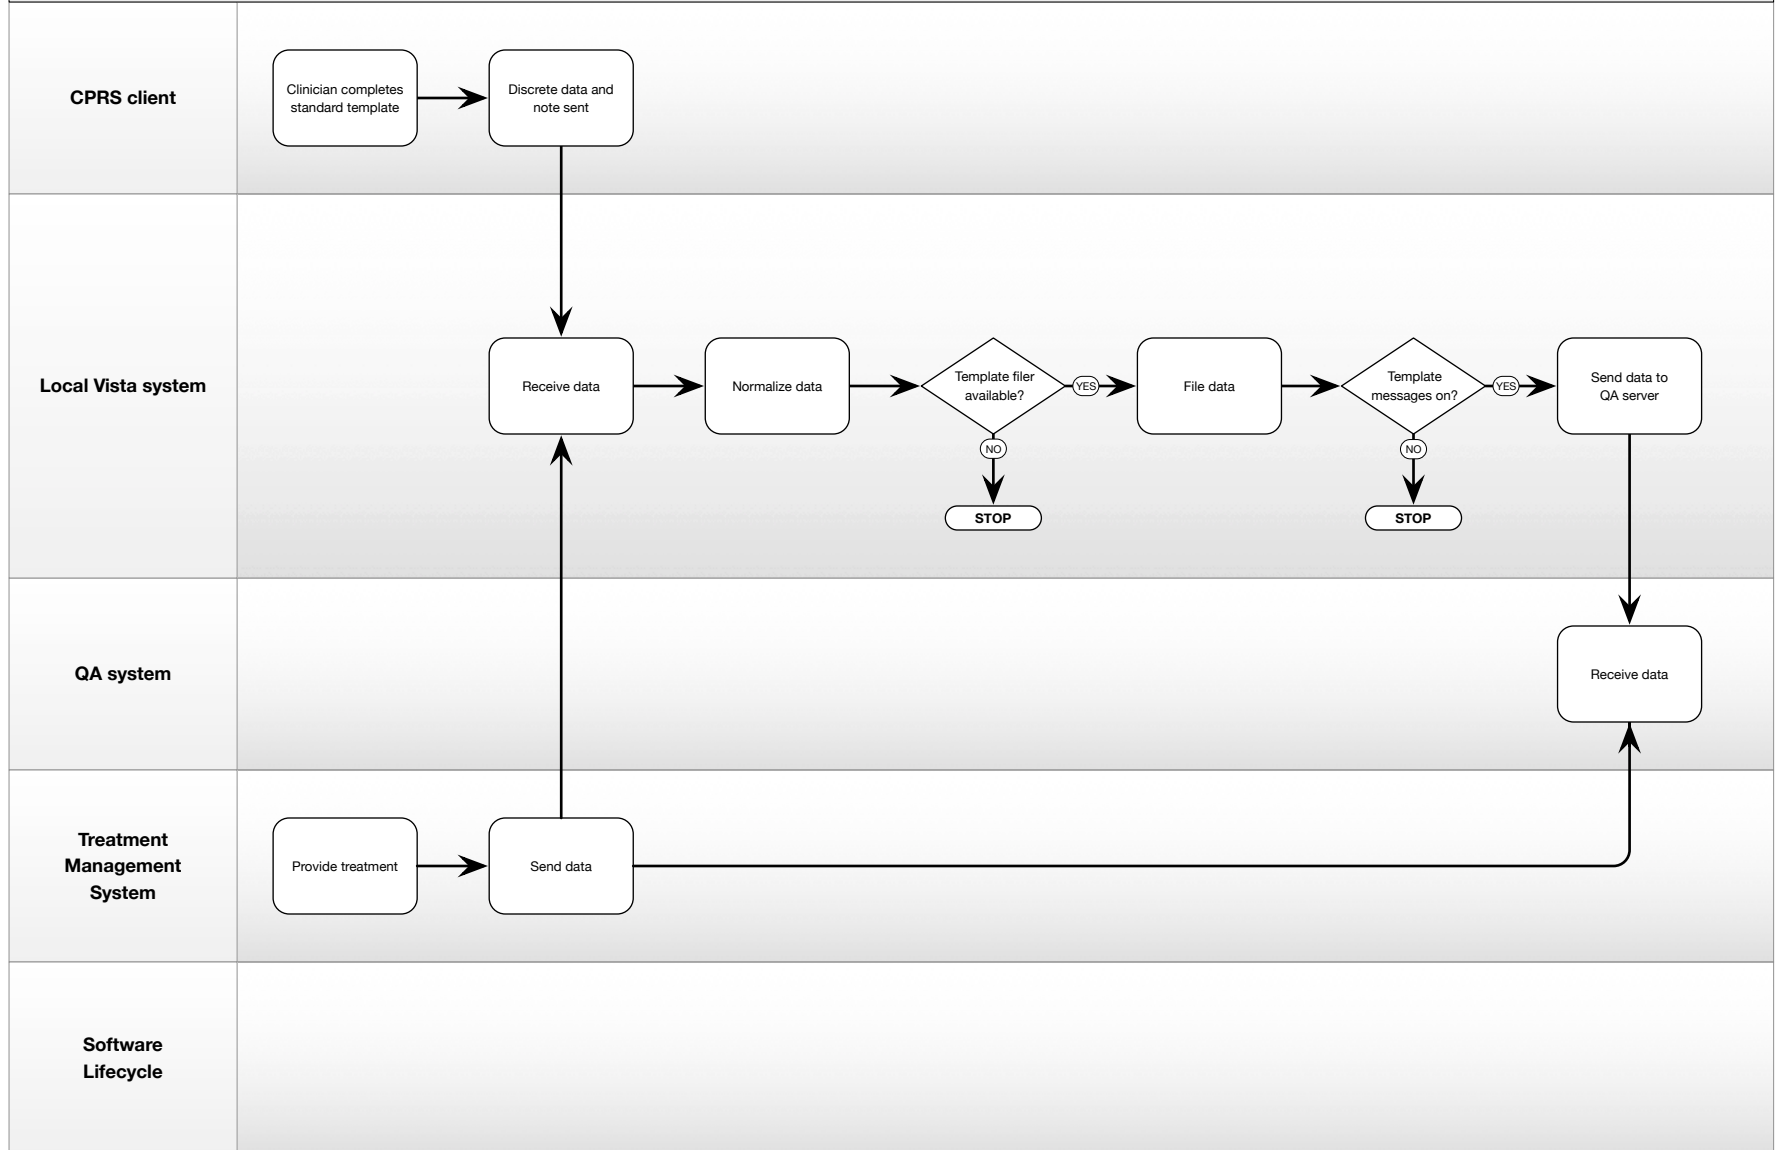 CPRS client
Clinician completes
standard template
Discrete data and
note sent
Local Vista system
Receive data
Normalize data
Template filer
available?
YES
NO
STOP
File data
Template
messages on?
YES
NO
STOP
Send data to
QA server
QA system
Receive data
Treatment
Management
System
Provide treatment
Send data
Software
Lifecycle